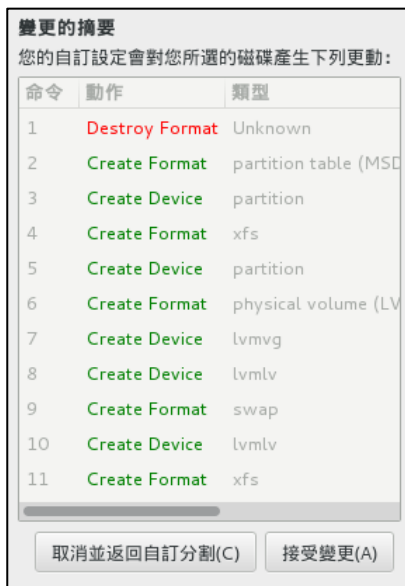 變更的摘要
您的自訂設定會對您所選的磁碟產生下列更動：
命令 動作 類型
1 Destroy Format Unknown
2 Create Format partition table (MSD
3 Create Device partition
4 Create Format xfs
5 Create Device partition
6 Create Format physical volume (LV
7 Create Device lvmvg
8 Create Device lvmlv
9 Create Format swap
10 Create Device lvmlv
11 Create Format xfs
取消並返回自訂分割(C) 接受變更(A)